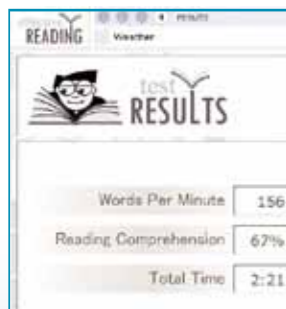 READING
RESULTS
Weather
test
RESULTS
Words Per Minute 156
Reading Comprehension 67%
Total Time 2:21